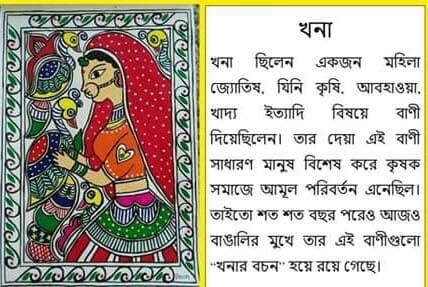 খনা
খনা ছিলেন একজন মহিলা
জ্যোতিষ, যিনি কৃষি, আবহাওয়া,
খাদ্য ইত্যাদি বিষয়ে বাণী
দিয়েছিলেন। তার দেয়া এই বাণী
সাধারণ মানুষ বিশেষ করে কৃষক
সমাজে আমূল পরিবর্তন এনেছিল।
তাইতো শত শত বছর পরেও আজও
বাঙালির মুখে তার এই বাণীগুলো
“খনার বচন” হয়ে রয়ে গেছে।